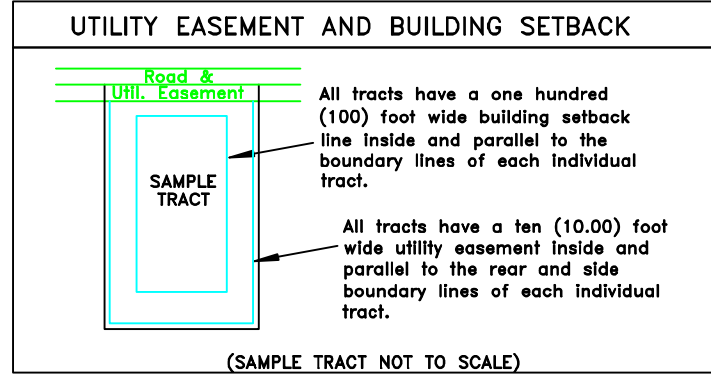 UTILITY EASEMENT AND BUILDING SETBACK
Road &
Util. Easement
SAMPLE
TRACT
All tracts have a one hundred
(100) foot wide building setback
line inside and parallel to the
boundary lines of each individual
tract.
All tracts have a ten (10.00) foot
wide utility easement inside and
parallel to the rear and side
boundary lines of each individual
tract.
(SAMPLE TRACT NOT TO SCALE)